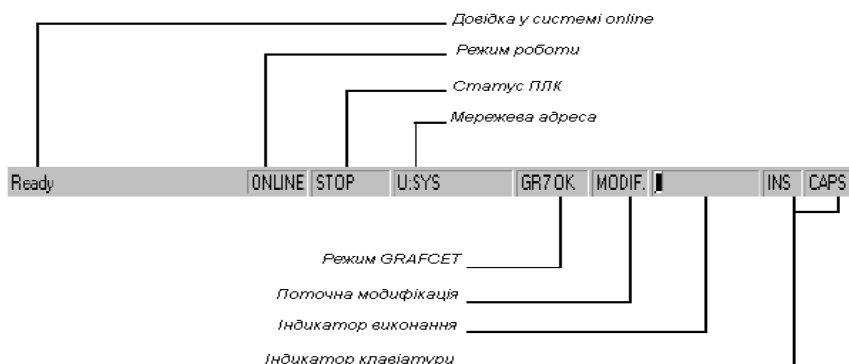 Довідка у системі online
Режим роботи
Статус ПЛК
Мережева адреса
Ready ONLINE STOP U:SYS GR7 OK MODIF. INS CAPS
Режим GRAFCET
Поточна модифікація
Індикатор виконання
Індикатор клавіатури